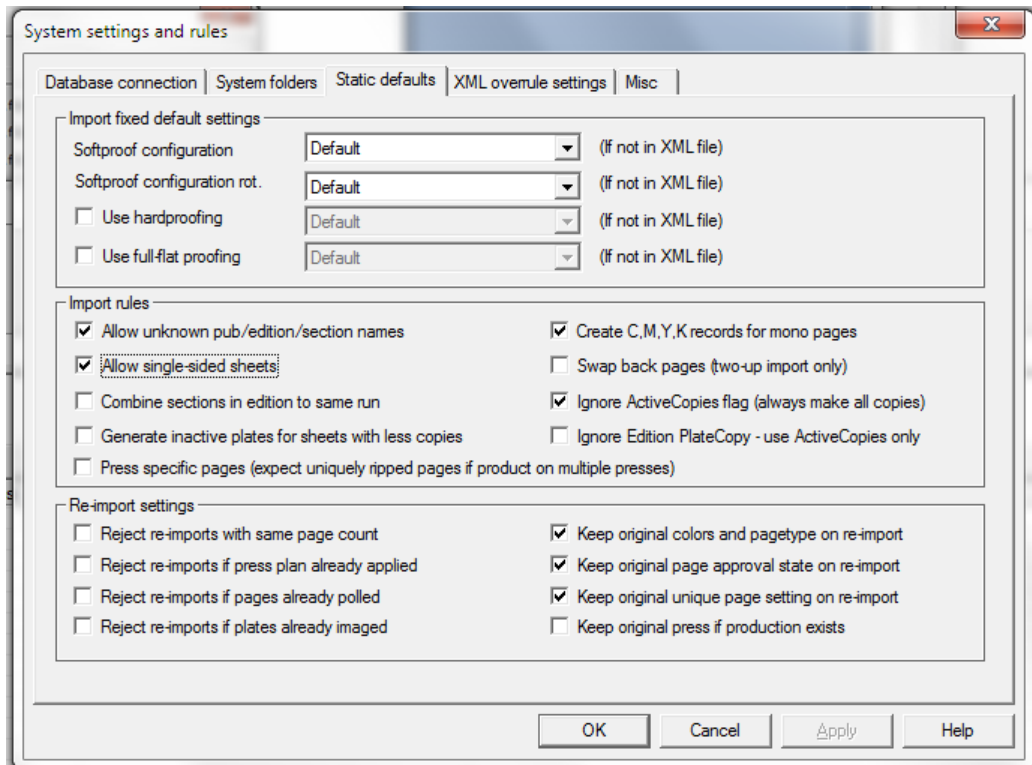 System settings and rules
Database connection System folders Static defaults XML overrule settings Misc
Import fixed default settings
Softproof configuration Default (If not in XML file)
Softproof configuration rot. Default (If not in XML file)
Use hardproofing Default (If not in XML file)
Use full-flat proofing Default (If not in XML file)
Import rules
Allow unknown pub/edition/section names Create C,M,Y,K records for mono pages
Allow single-sided sheets Swap back pages (two-up import only)
Combine sections in edition to same run Ignore ActiveCopies flag (always make all copies)
Generate inactive plates for sheets with less copies Ignore Edition PlateCopy - use ActiveCopies only
Press specific pages (expect uniquely ripped pages if product on multiple presses)
Re-import settings
Reject re-imports with same page count Keep original colors and pagetype on re-import
Reject re-imports if press plan already applied Keep original page approval state on re-import
Reject re-imports if pages already polled Keep original unique page setting on re-import
Reject re-imports if plates already imaged Keep original press if production exists
OK Cancel Apply Help